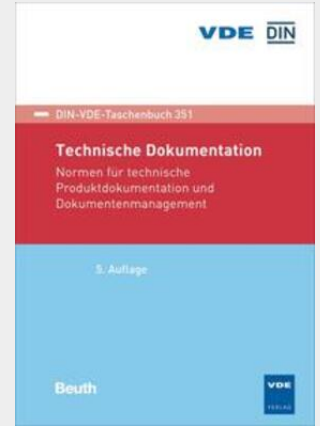 VDE DIN
DIN-VDE-Taschenbuch 351
Technische Dokumentation
Normen für technische
Produktdokumentation und
Dokumentenmanagement
5. Auflage
Beuth
VDE
VERLAG